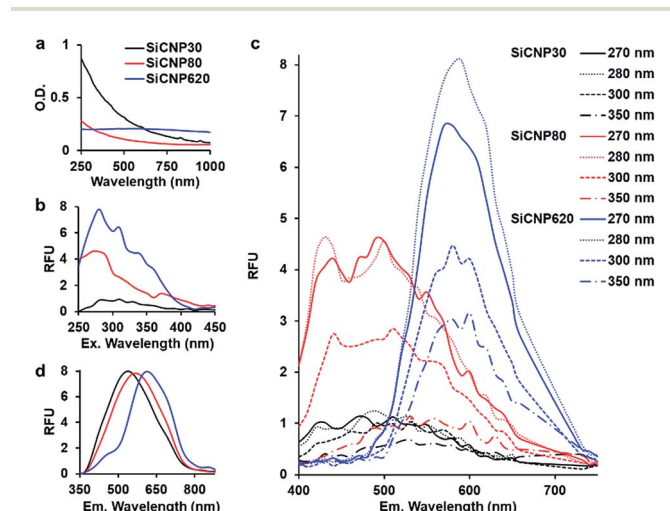 a
1
0.5
0
O.D.
250 500 750 1000
Wavelength (nm)
SiCNP30
SiCNP80
SiCNP620
b
8
6
4
2
0
RFU
250 300 350 400 450
Ex. Wavelength (nm)
d
8
6
4
2
0
RFU
350 500 650 800
Em. Wavelength (nm)
c
8
7
6
5
4
3
2
1
0
RFU
400 500 600 700
Em. Wavelength (nm)
SiCNP30 270 nm
280 nm
300 nm
350 nm
SiCNP80 270 nm
280 nm
300 nm
350 nm
SiCNP620 270 nm
280 nm
300 nm
350 nm